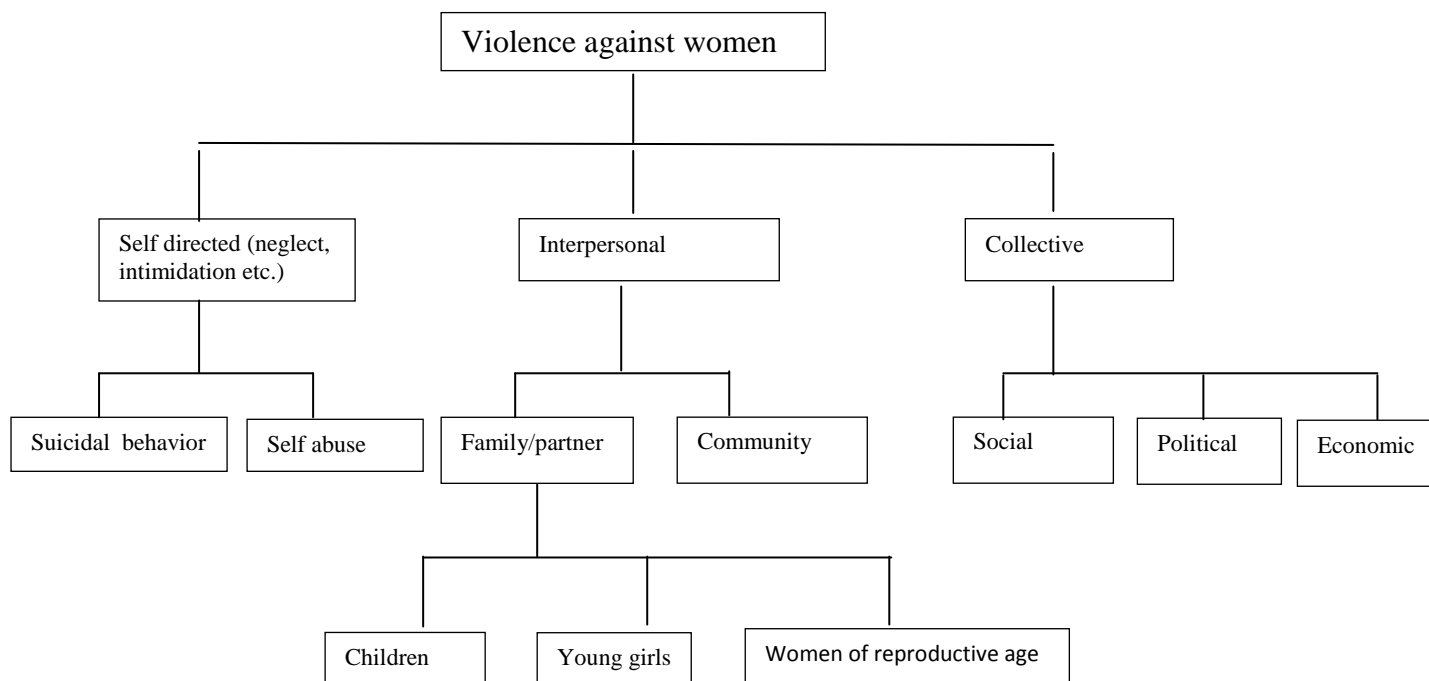 Violence against women
Self directed (neglect,
intimidation etc.)
Interpersonal
Collective
Suicidal behavior
Self abuse
Family/partner
Community
Social
Political
Economic
Children
Young girls
Women of reproductive age